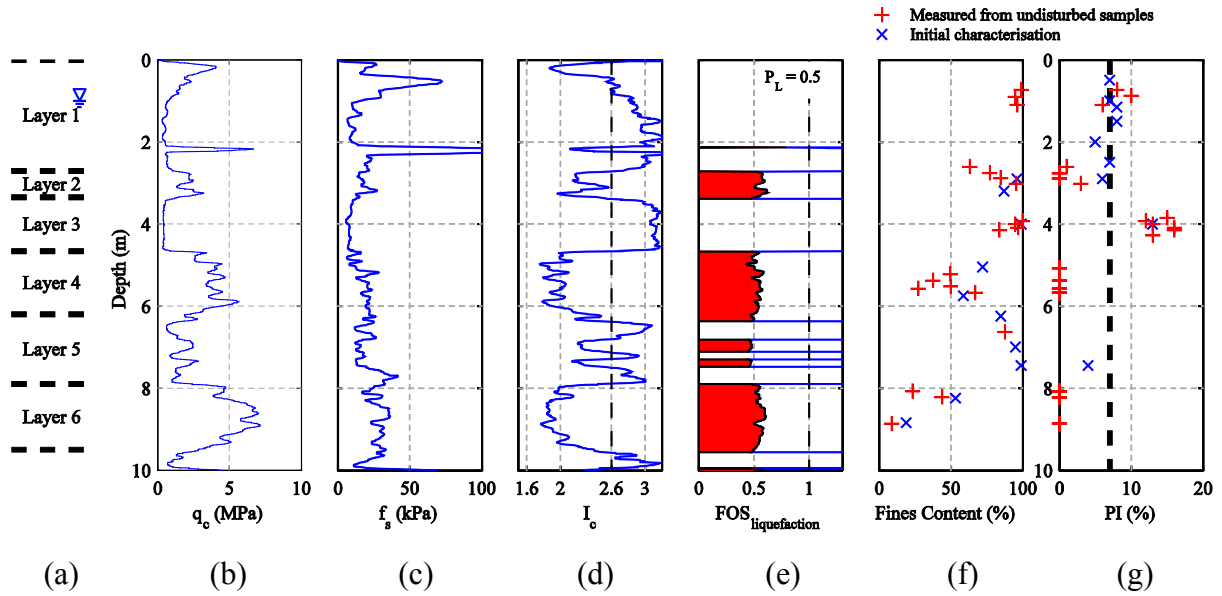 Measured from undisturbed samples
Initial characterisation
Layer 1
Layer 2
Layer 3
Layer 4
Layer 5
Layer 6
Depth (m)
0
2
4
6
8
10
0 5 10
q_c (MPa)
0 50 100
f_s (kPa)
1.6 2 2.6 3
I_c
P_L = 0.5
0 0.5 1
FOS_liquefaction
0 50 100
Fines Content (%)
0
2
4
6
8
10
0 10 20
PI (%)
(a) (b) (c) (d) (e) (f) (g)